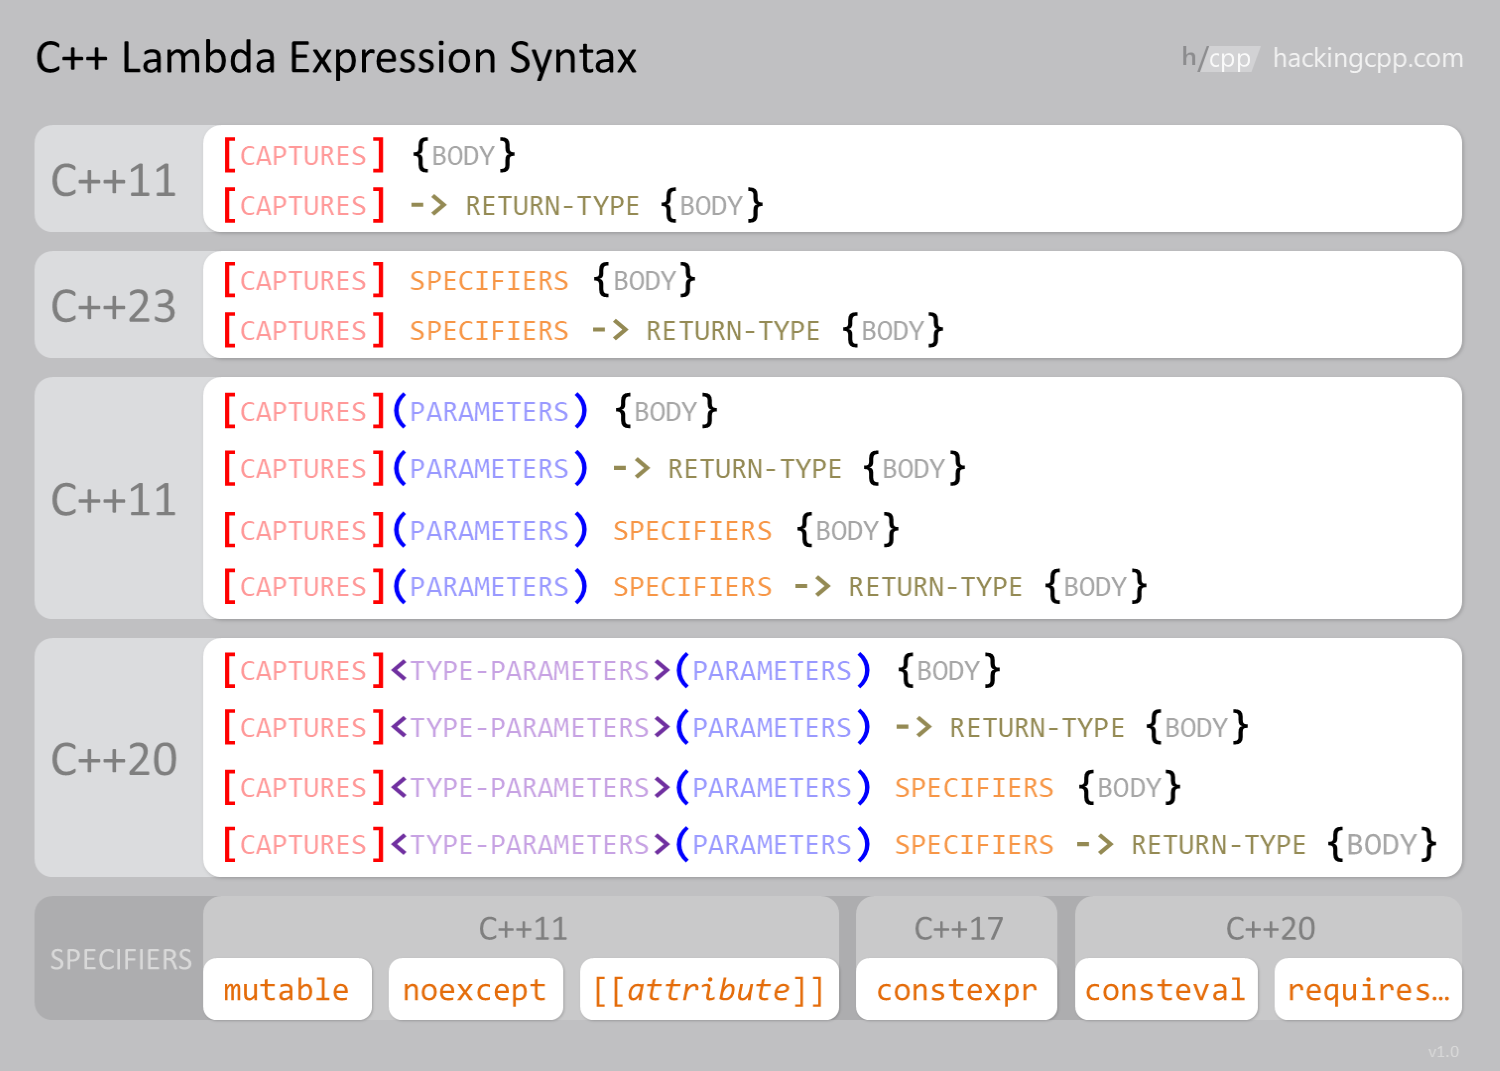 C++ Lambda Expression Syntax
h/cpp hackingcpp.com
C++11
[CAPTURES] {BODY}
[CAPTURES] -> RETURN-TYPE {BODY}
C++23
[CAPTURES] SPECIFIERS {BODY}
[CAPTURES] SPECIFIERS -> RETURN-TYPE {BODY}
C++11
[CAPTURES](PARAMETERS) {BODY}
[CAPTURES](PARAMETERS) -> RETURN-TYPE {BODY}
[CAPTURES](PARAMETERS) SPECIFIERS {BODY}
[CAPTURES](PARAMETERS) SPECIFIERS -> RETURN-TYPE {BODY}
C++20
[CAPTURES]<TYPE-PARAMETERS>(PARAMETERS) {BODY}
[CAPTURES]<TYPE-PARAMETERS>(PARAMETERS) -> RETURN-TYPE {BODY}
[CAPTURES]<TYPE-PARAMETERS>(PARAMETERS) SPECIFIERS {BODY}
[CAPTURES]<TYPE-PARAMETERS>(PARAMETERS) SPECIFIERS -> RETURN-TYPE {BODY}
SPECIFIERS
C++11 C++17 C++20
mutable noexcept [[attribute]] constexpr consteval requires…
v1.0